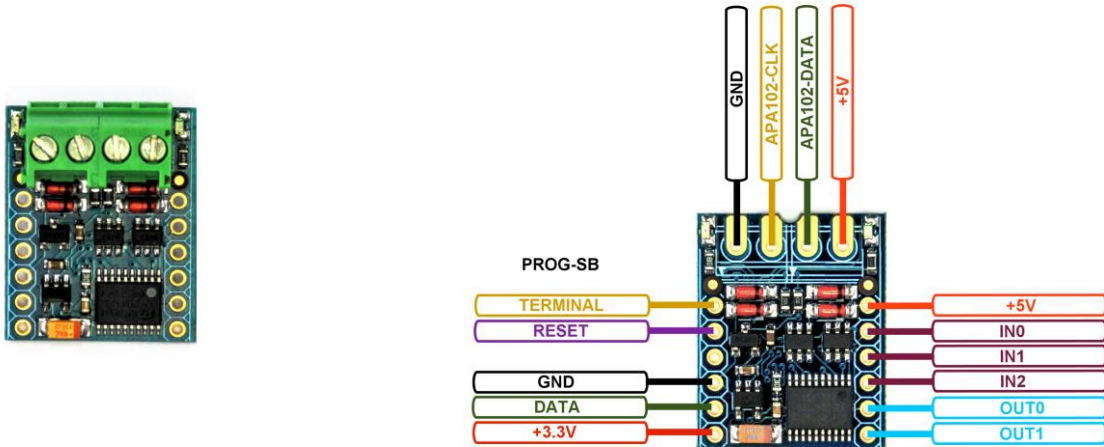 GND
APA102-CLK
APA102-DATA
+5V
PROG-SB
TERMINAL
RESET
GND
DATA
+3.3V
+5V
IN0
IN1
IN2
OUT0
OUT1